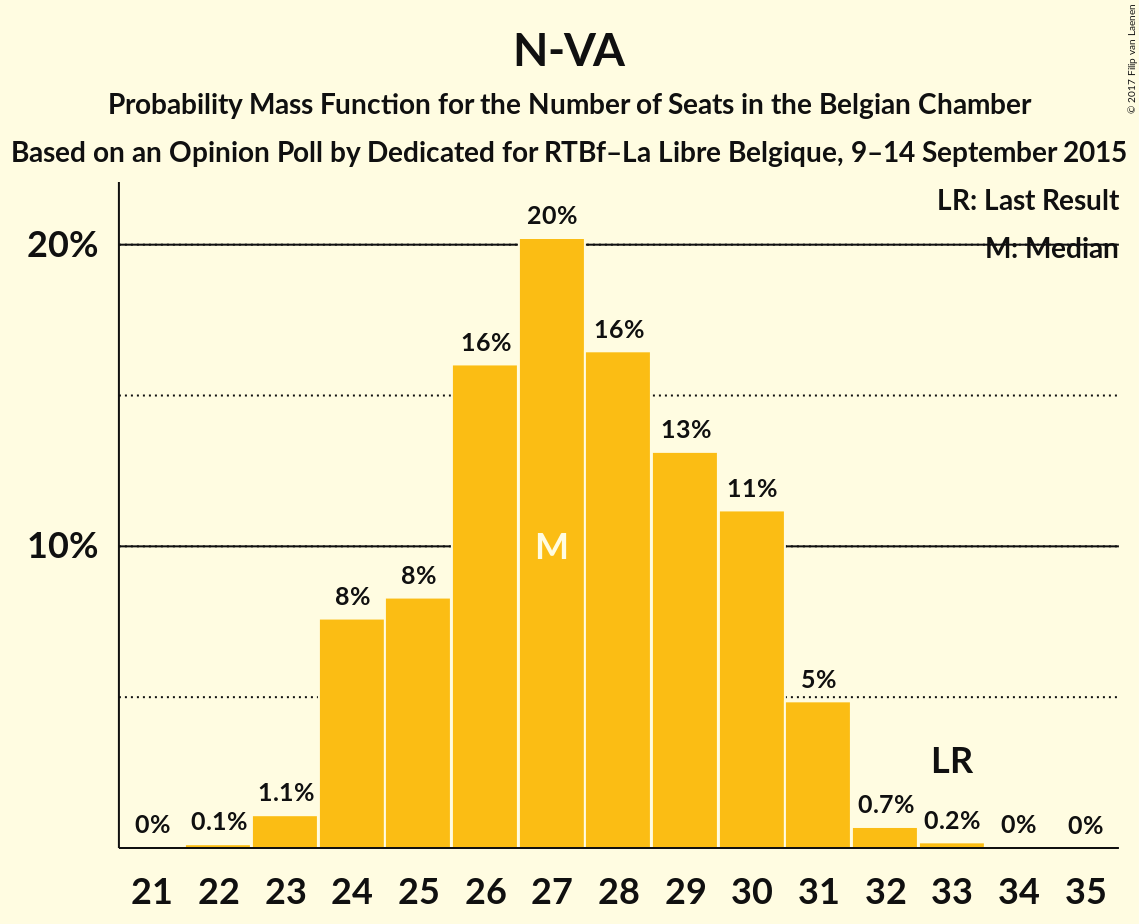 N-VA
Probability Mass Function for the Number of Seats in the Belgian Chamber
Based on an Opinion Poll by Dedicated for RTBf–La Libre Belgique, 9–14 September 2015
© 2017 Filip van Laenen
LR: Last Result
M: Median
20%
10%
0%
0.1%
1.1%
8%
8%
16%
20%
16%
13%
11%
5%
0.7%
0.2%
0%
0%
M
LR
21 22 23 24 25 26 27 28 29 30 31 32 33 34 35